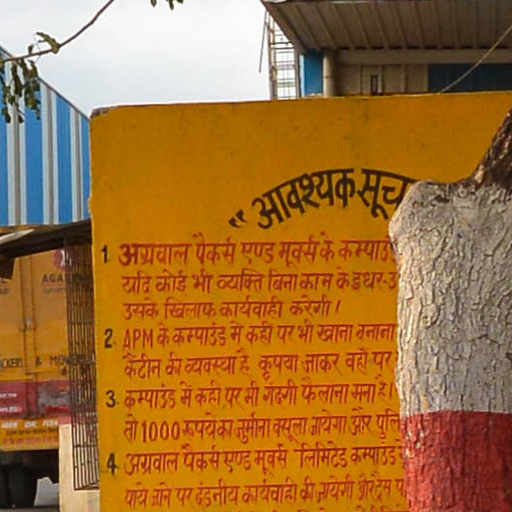 "आवश्यक सूच
1. अग्रवाल पैकर्स एण्ड मूवर्स के कम्पाउं
यदि कोई भी व्यक्ति बिना काम के इधर-उ
उसके खिलाफ कार्यवाही करेगी।
2. APM के कम्पाउंड में कही पर भी खाना बनाना
कैंटीन की व्यवस्था है कृपया जाकर वही पर
3. कम्पाउंड में कही पर भी गंदगी फैलाना मना है।
तो 1000 रूपये का जुर्माना वसूला जायेगा और पुलि
4. अग्रवाल पैकर्स एण्ड मूवर्स लिमिटेड कम्पाउंड
पाये जाने पर दंडनीय कार्यवाही की जायेगी और
AGA